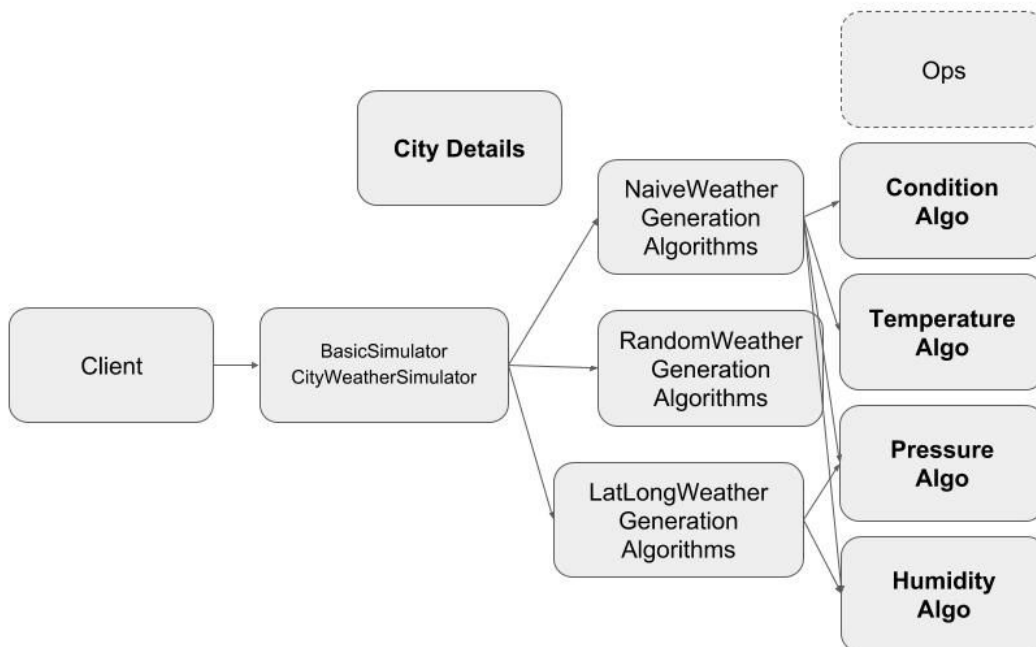 Ops
City Details
NaiveWeather
Generation
Algorithms
Condition
Algo
Client
BasicSimulator
CityWeatherSimulator
RandomWeather
Generation
Algorithms
Temperature
Algo
LatLongWeather
Generation
Algorithms
Pressure
Algo
Humidity
Algo